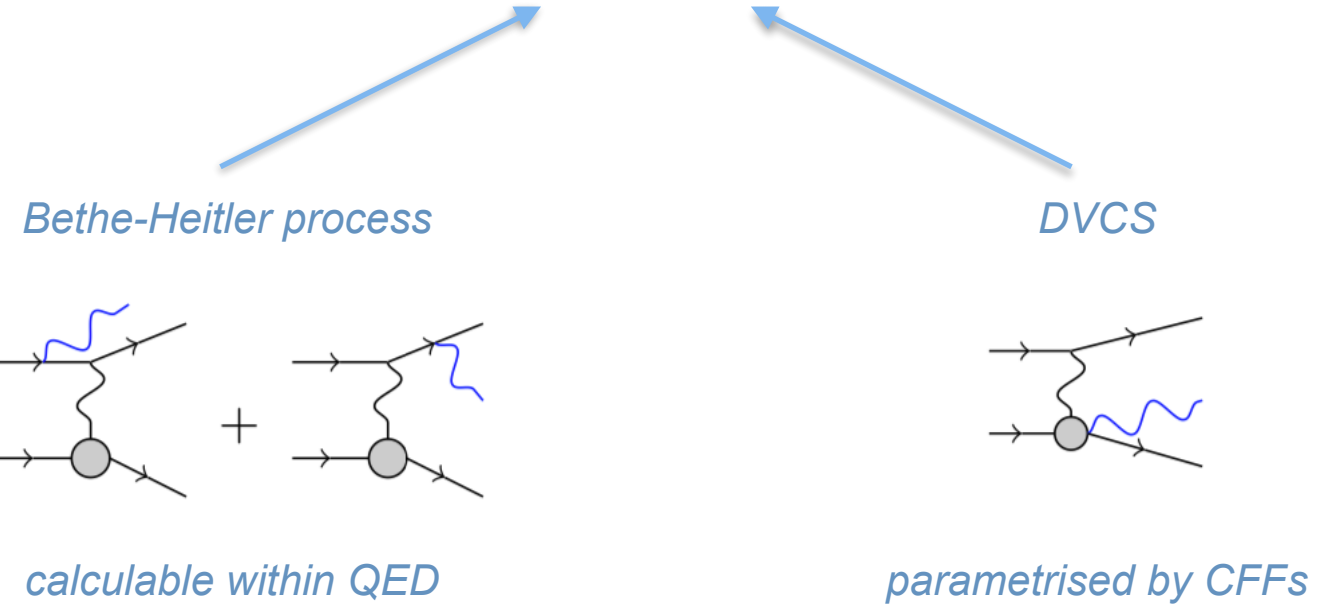 Bethe-Heitler process
DVCS
+
calculable within QED
parametrised by CFFs